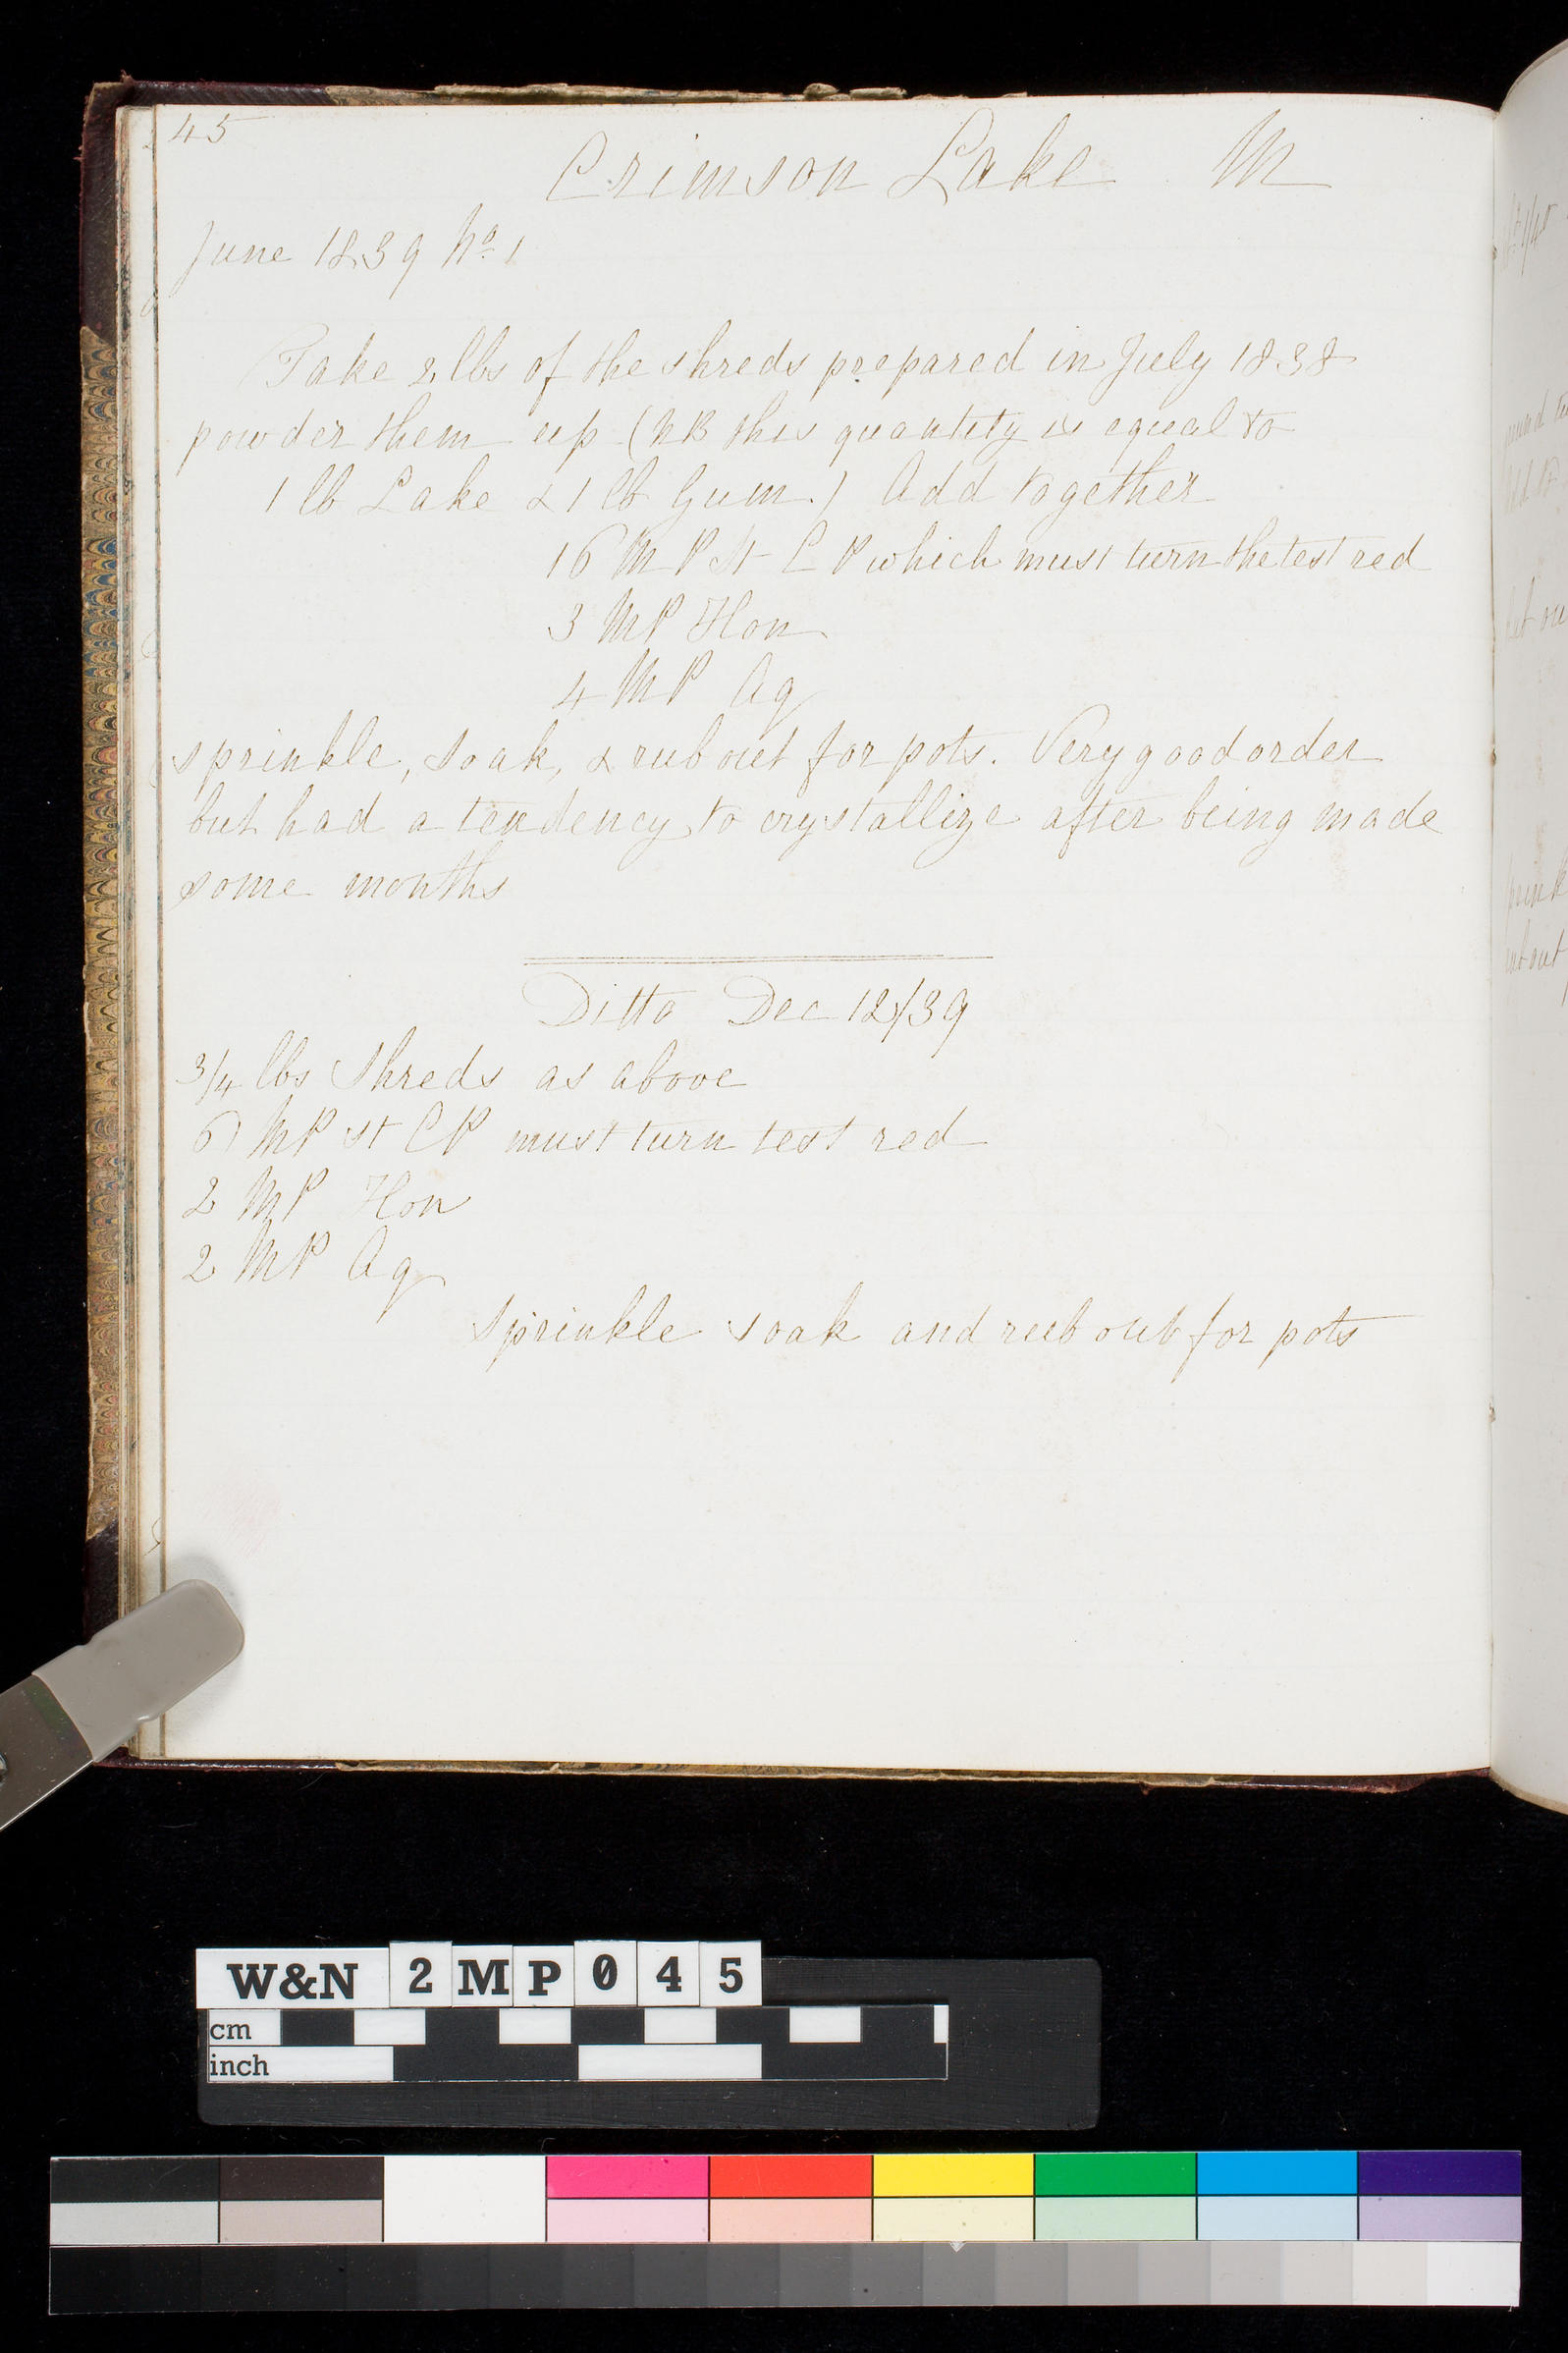 45
Crimson Lake M
June 1839 No. 1
Take 2 lbs of the shreds prepared in July 1838
powder them up (NB this quantity is equal to
1 lb Lake & 1 lb Gum.) Add together
16 MP St C P which must turn the test red
3 MP Hon
4 MP Aq
sprinkle, soak, & rub out for pots. Very good order
but had a tendency to crystallize after being made
some months
Ditto Dec 12/39
3/4 lbs Shreds as above
6 MP St C P must turn test red
2 MP Hon
2 MP Aq
Sprinkle soak and rub out for pots
W&N 2MP045
cm
inch